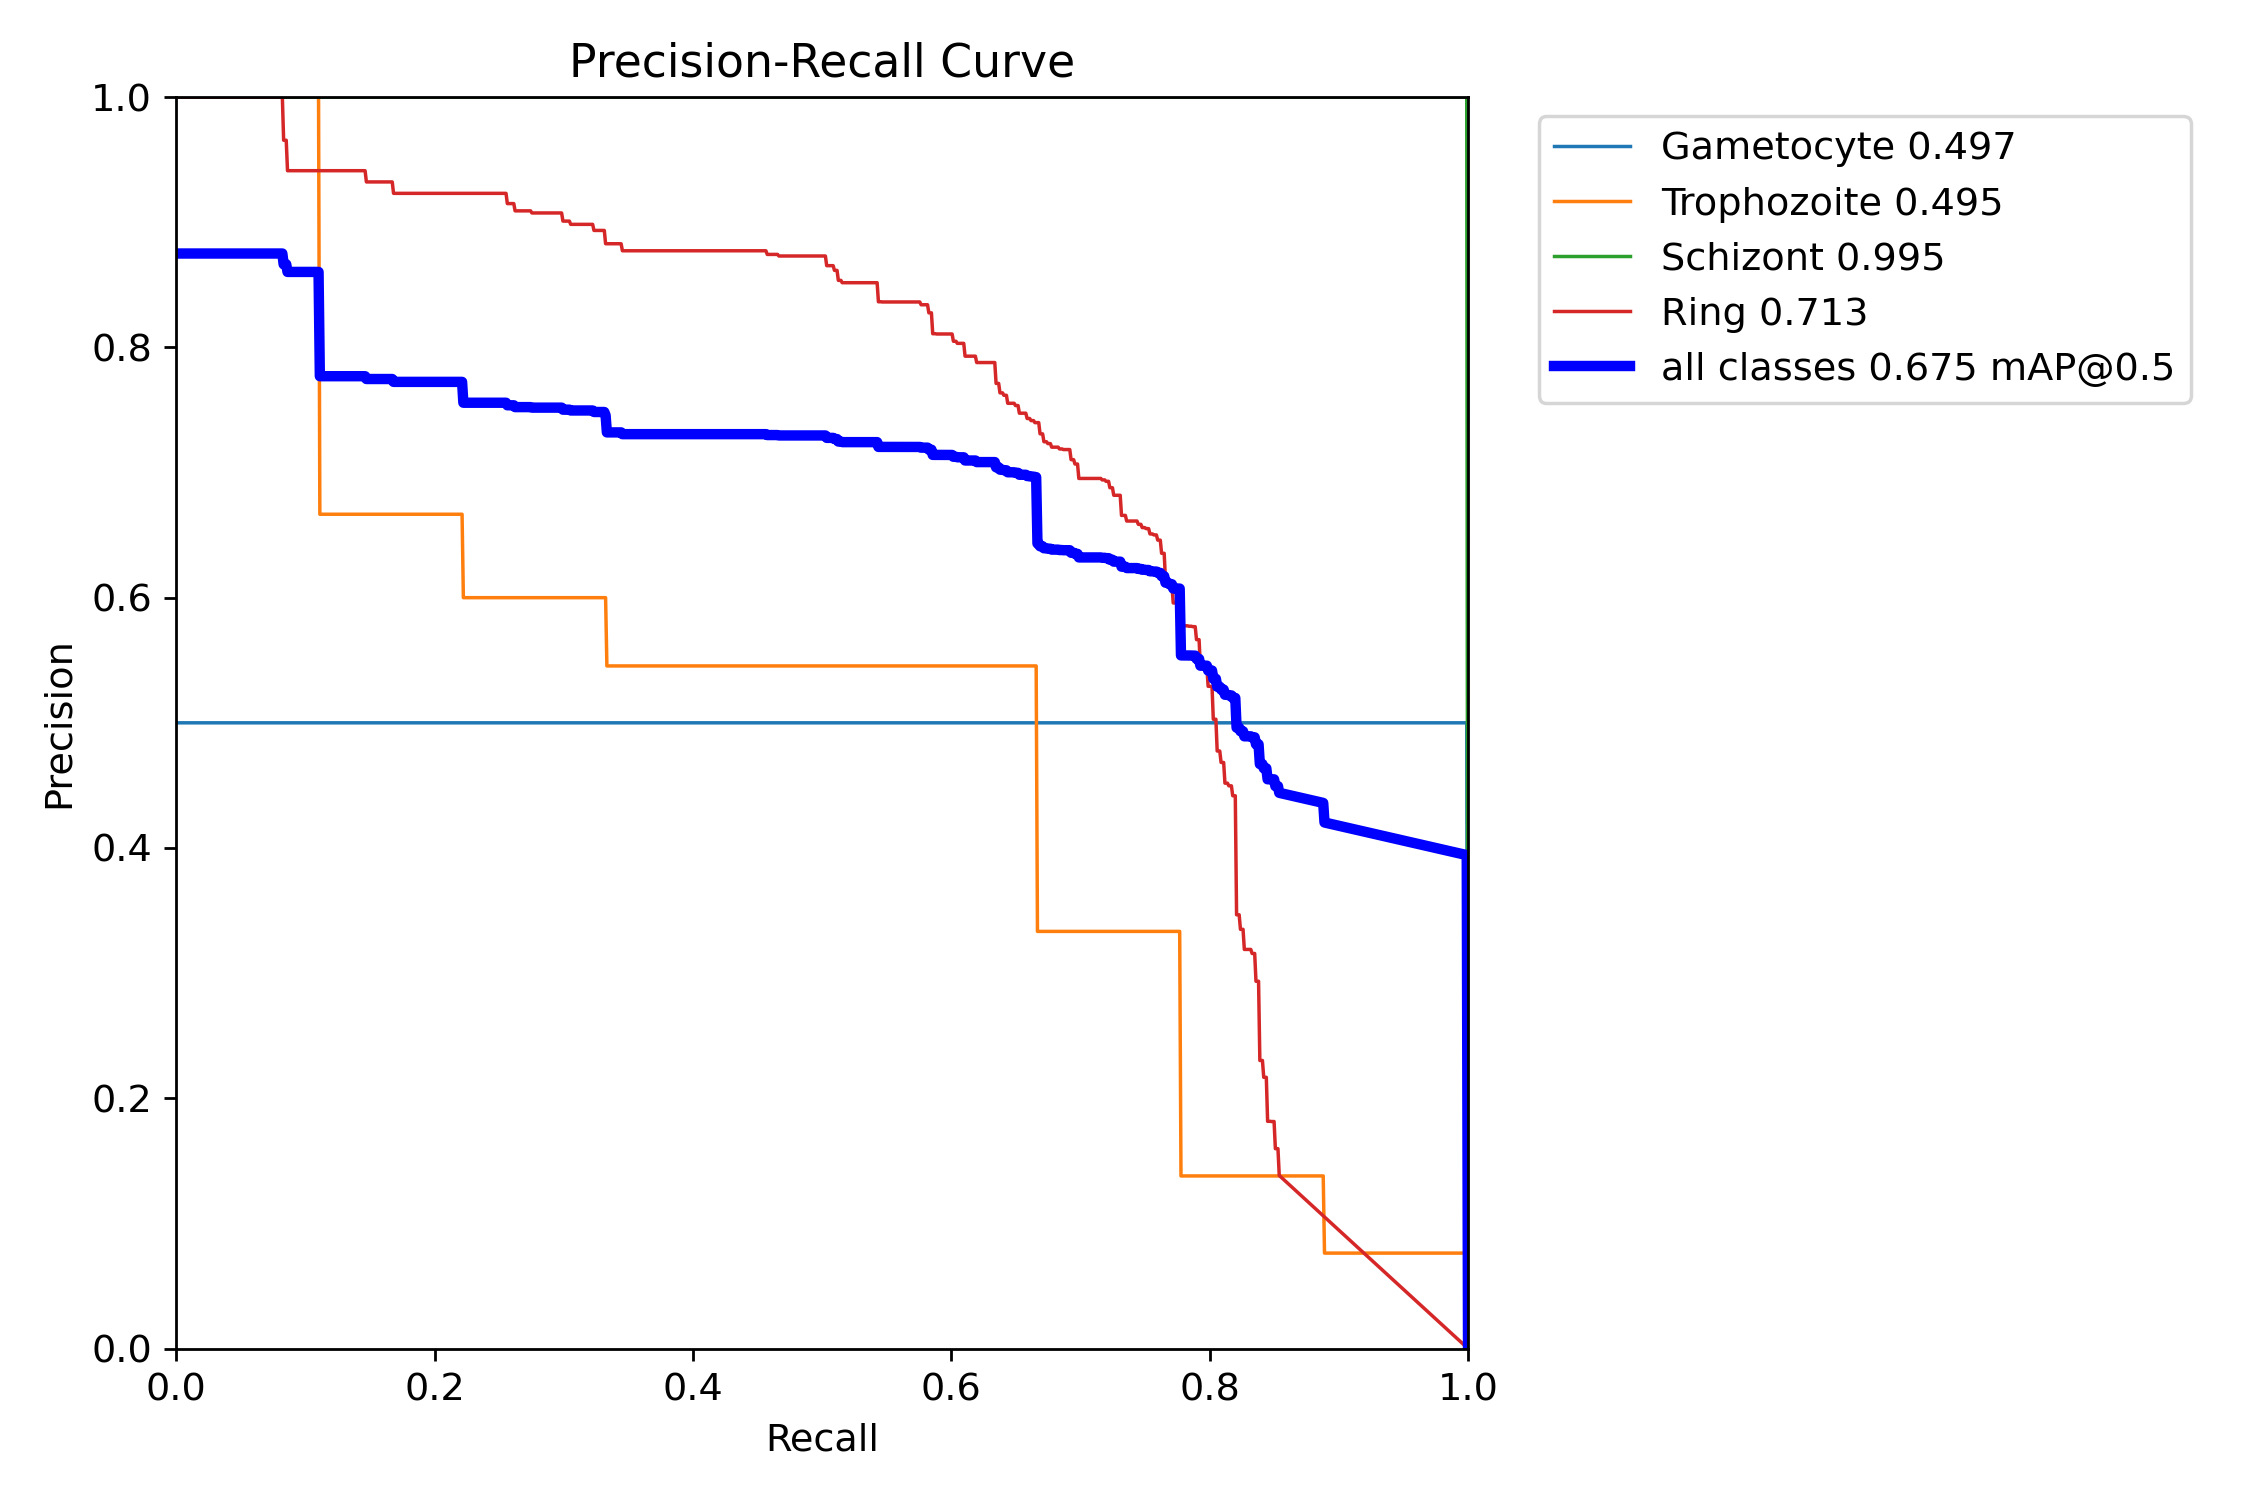 Precision-Recall Curve
1.0
0.8
0.6
0.4
0.2
0.0
Precision
0.0 0.2 0.4 0.6 0.8 1.0
Recall
Gametocyte 0.497
Trophozoite 0.495
Schizont 0.995
Ring 0.713
all classes 0.675 mAP@0.5